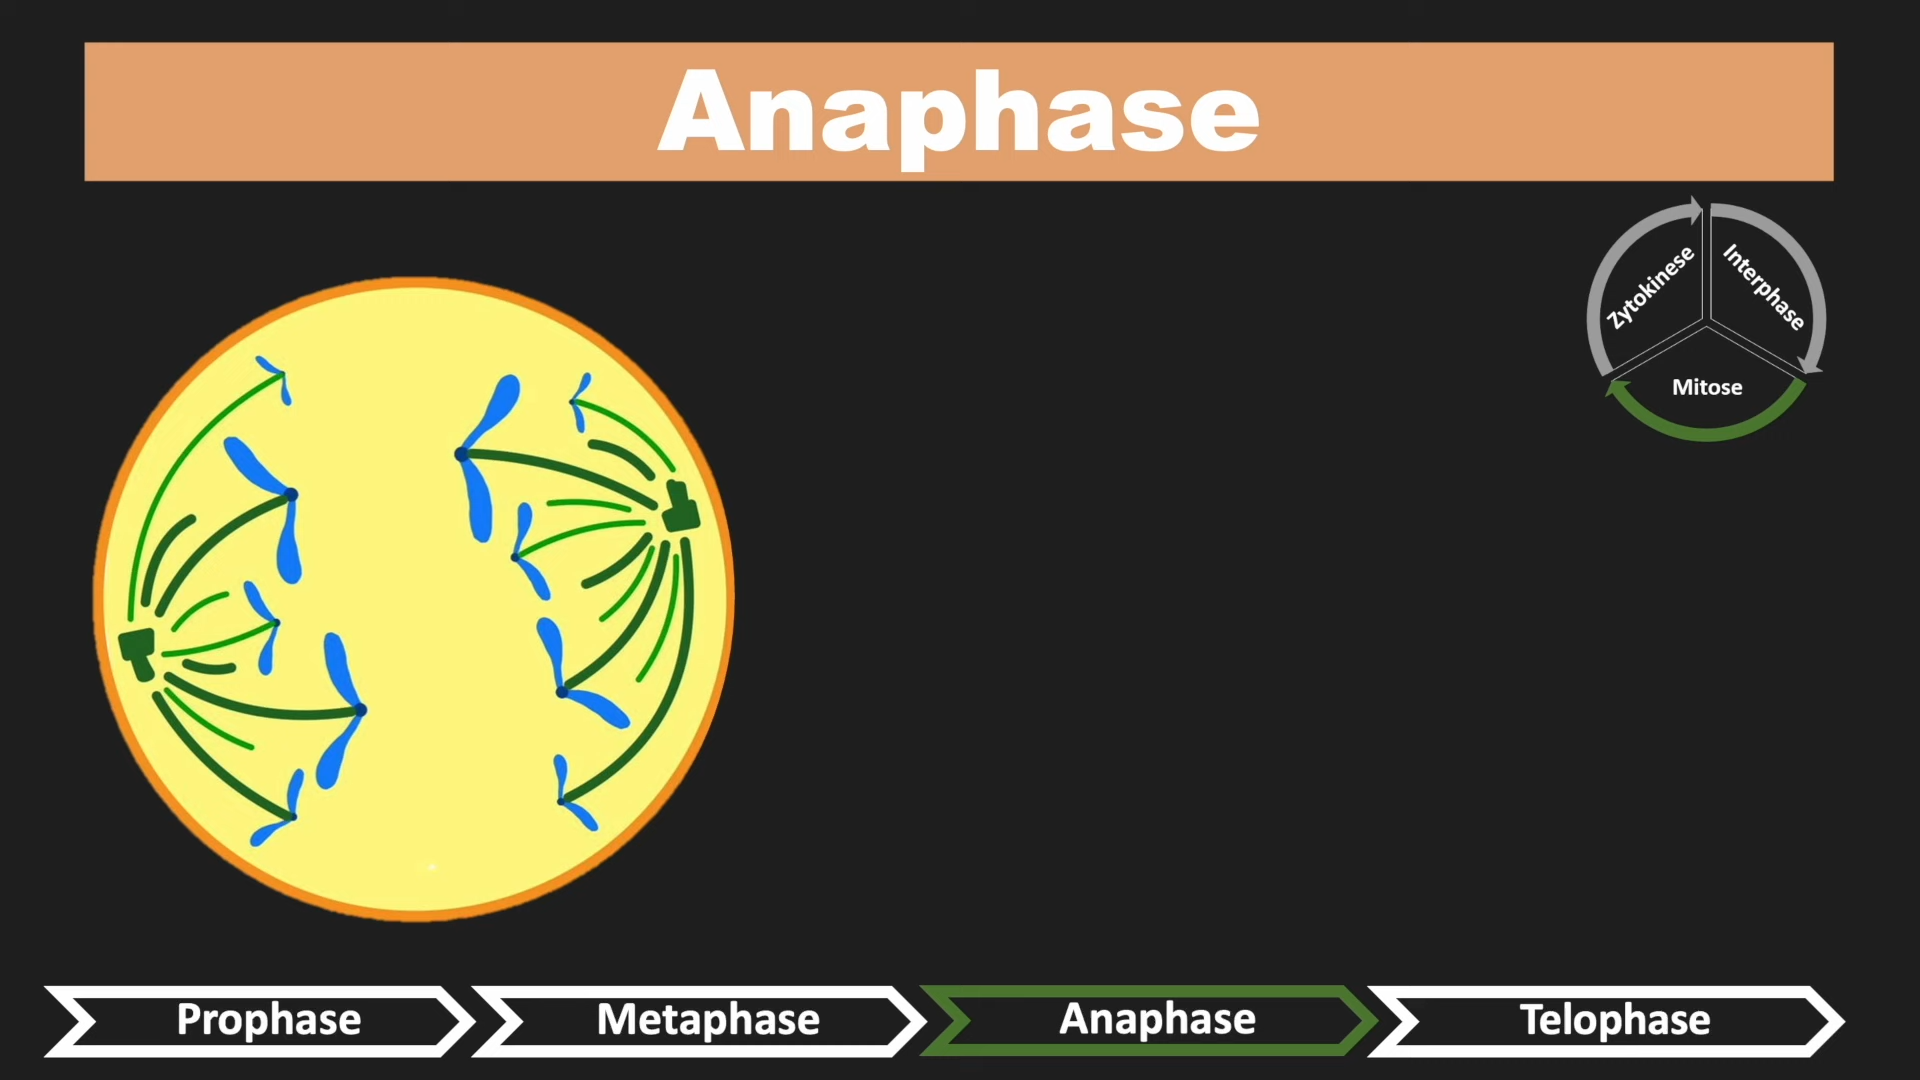 Anaphase
Zytokinese
Interphase
Mitose
Prophase
Metaphase
Anaphase
Telophase